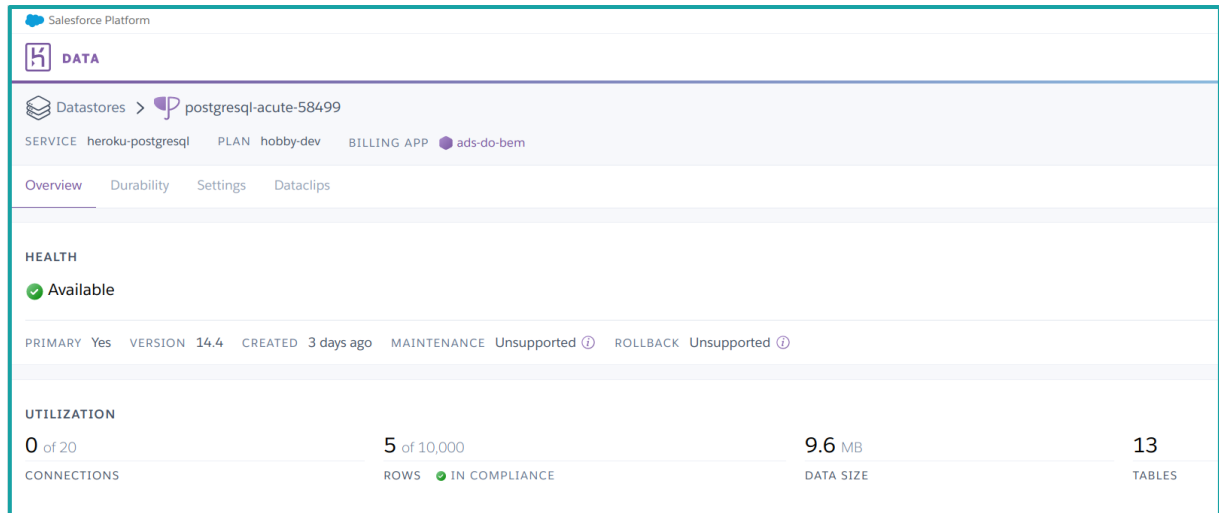 Salesforce Platform
DATA
Datastores > postgresql-acute-58499
SERVICE heroku-postgresql PLAN hobby-dev BILLING APP ads-do-bem
Overview Durability Settings Dataclips
HEALTH
Available
PRIMARY Yes VERSION 14.4 CREATED 3 days ago MAINTENANCE Unsupported ROLLBACK Unsupported
UTILIZATION
0 of 20 5 of 10,000 9.6 MB 13
CONNECTIONS ROWS IN COMPLIANCE DATA SIZE TABLES